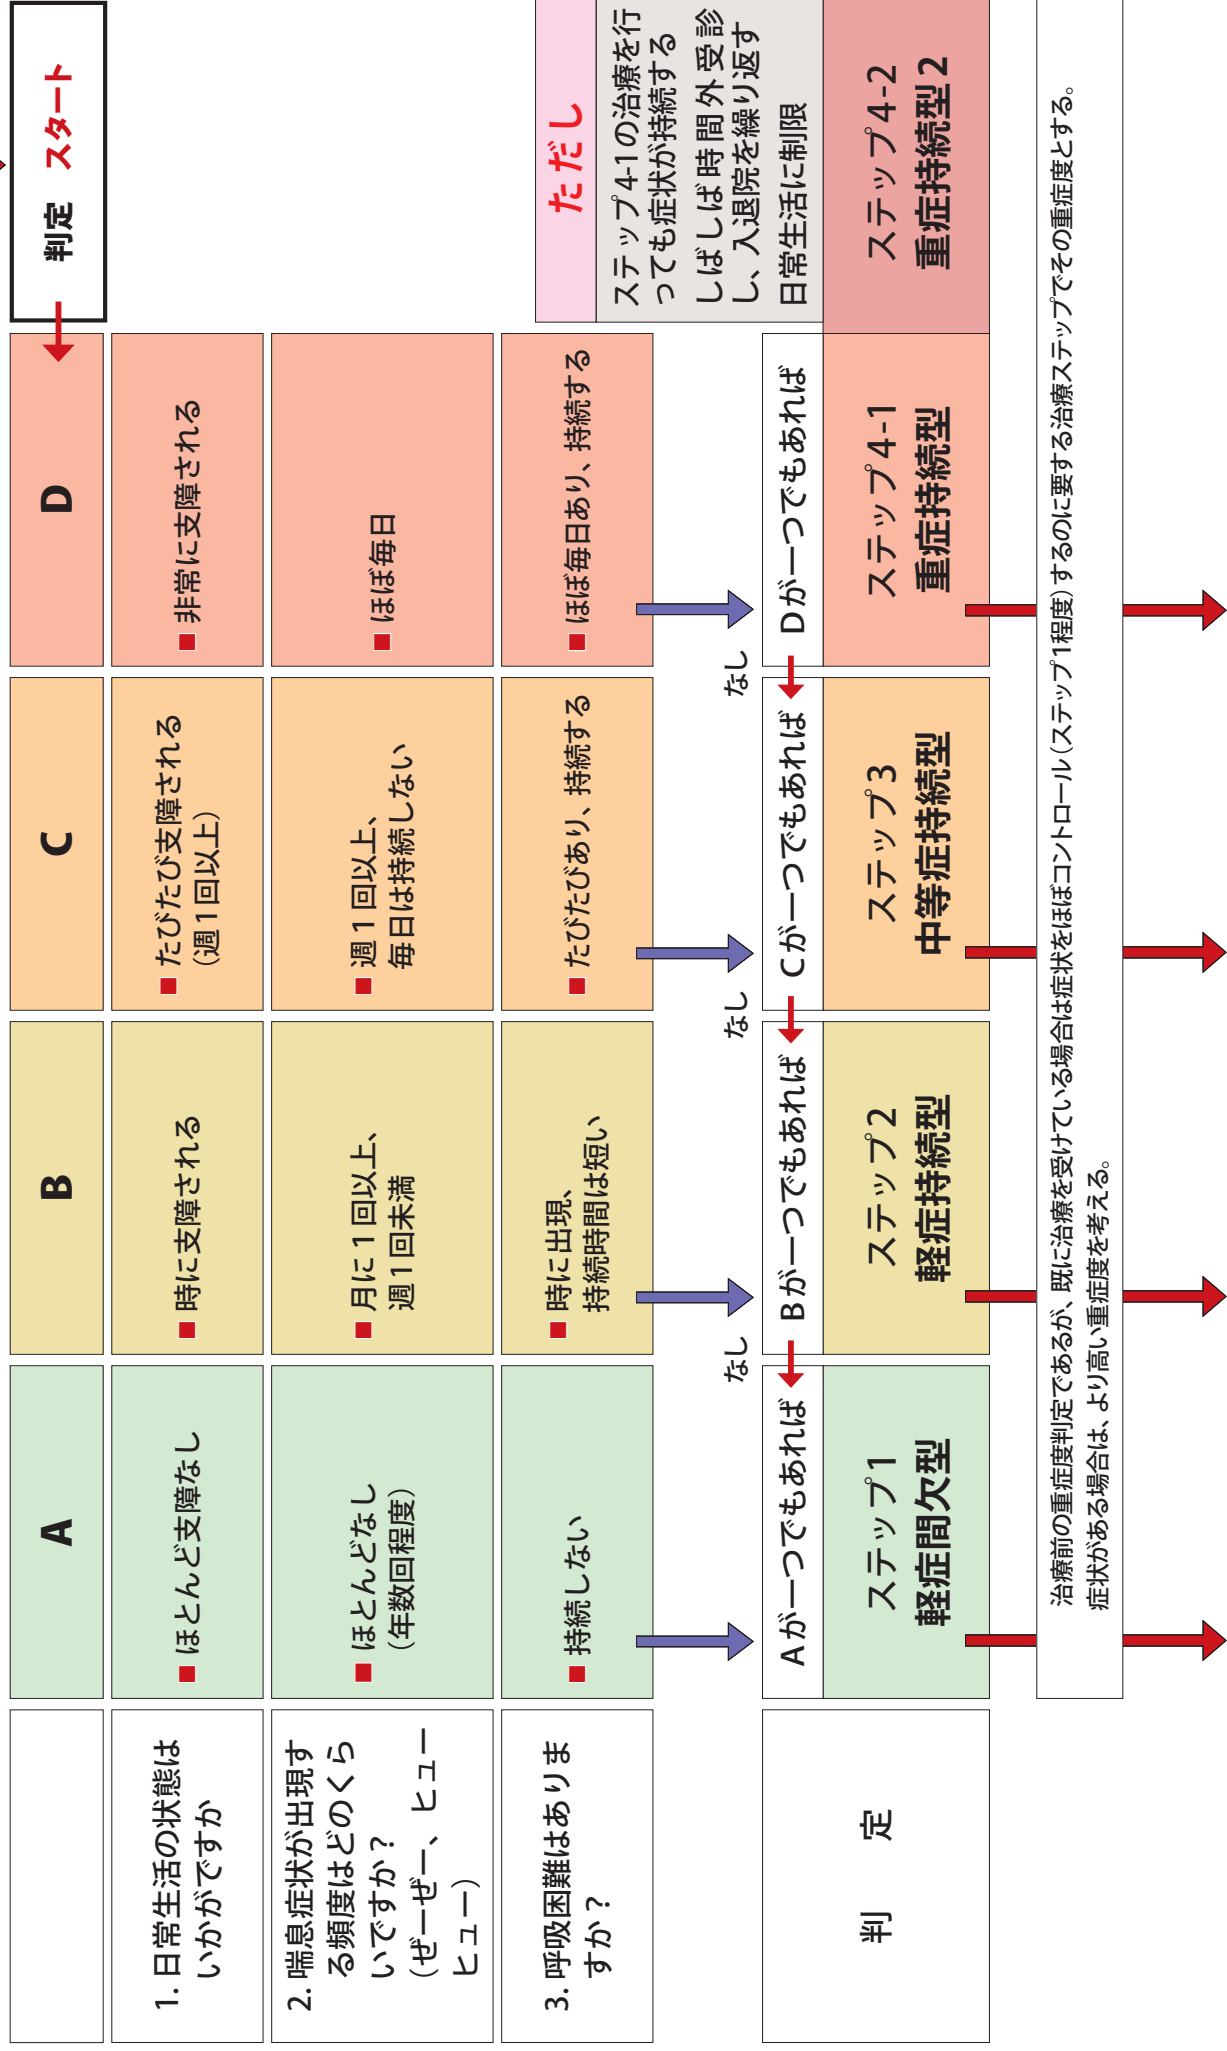 判定 スタート
A
B
C
D
1. 日常生活の状態は
いかがですか
■ ほとんど支障なし
■ 時に支障される
■ たびたび支障される
(週1回以上)
■ 非常に支障される
2. 喘息症状が出現す
る頻度はどのくら
いですか？
(ぜーぜー、ヒュー
ヒュー)
■ ほとんどなし
(年数回程度)
■ 月に1回以上、
週1回未満
■ 週1回以上、
毎日は持続しない
■ ほぼ毎日
3. 呼吸困難はありま
すか？
■ 持続しない
■ 時に出現、
持続時間は短い
■ たびたびあり、持続する
■ ほぼ毎日あり、持続する
ただし
ステップ4-1の治療を行
っても症状が持続する
しばしば時間外受診
し、入退院を繰り返す
日常生活に制限
なし
なし
なし
判定
Aが一つでもあれば
Bが一つでもあれば
Cが一つでもあれば
Dが一つでもあれば
ステップ1
軽症間欠型
ステップ2
軽症持続型
ステップ3
中等症持続型
ステップ4-1
重症持続型
ステップ4-2
重症持続型2
治療前の重症度判定であるが、既に治療を受けている場合は症状をほぼコントロール(ステップ1程度)するのに要する治療ステップでその重症度とする。
症状がある場合は、より高い重症度を考える。